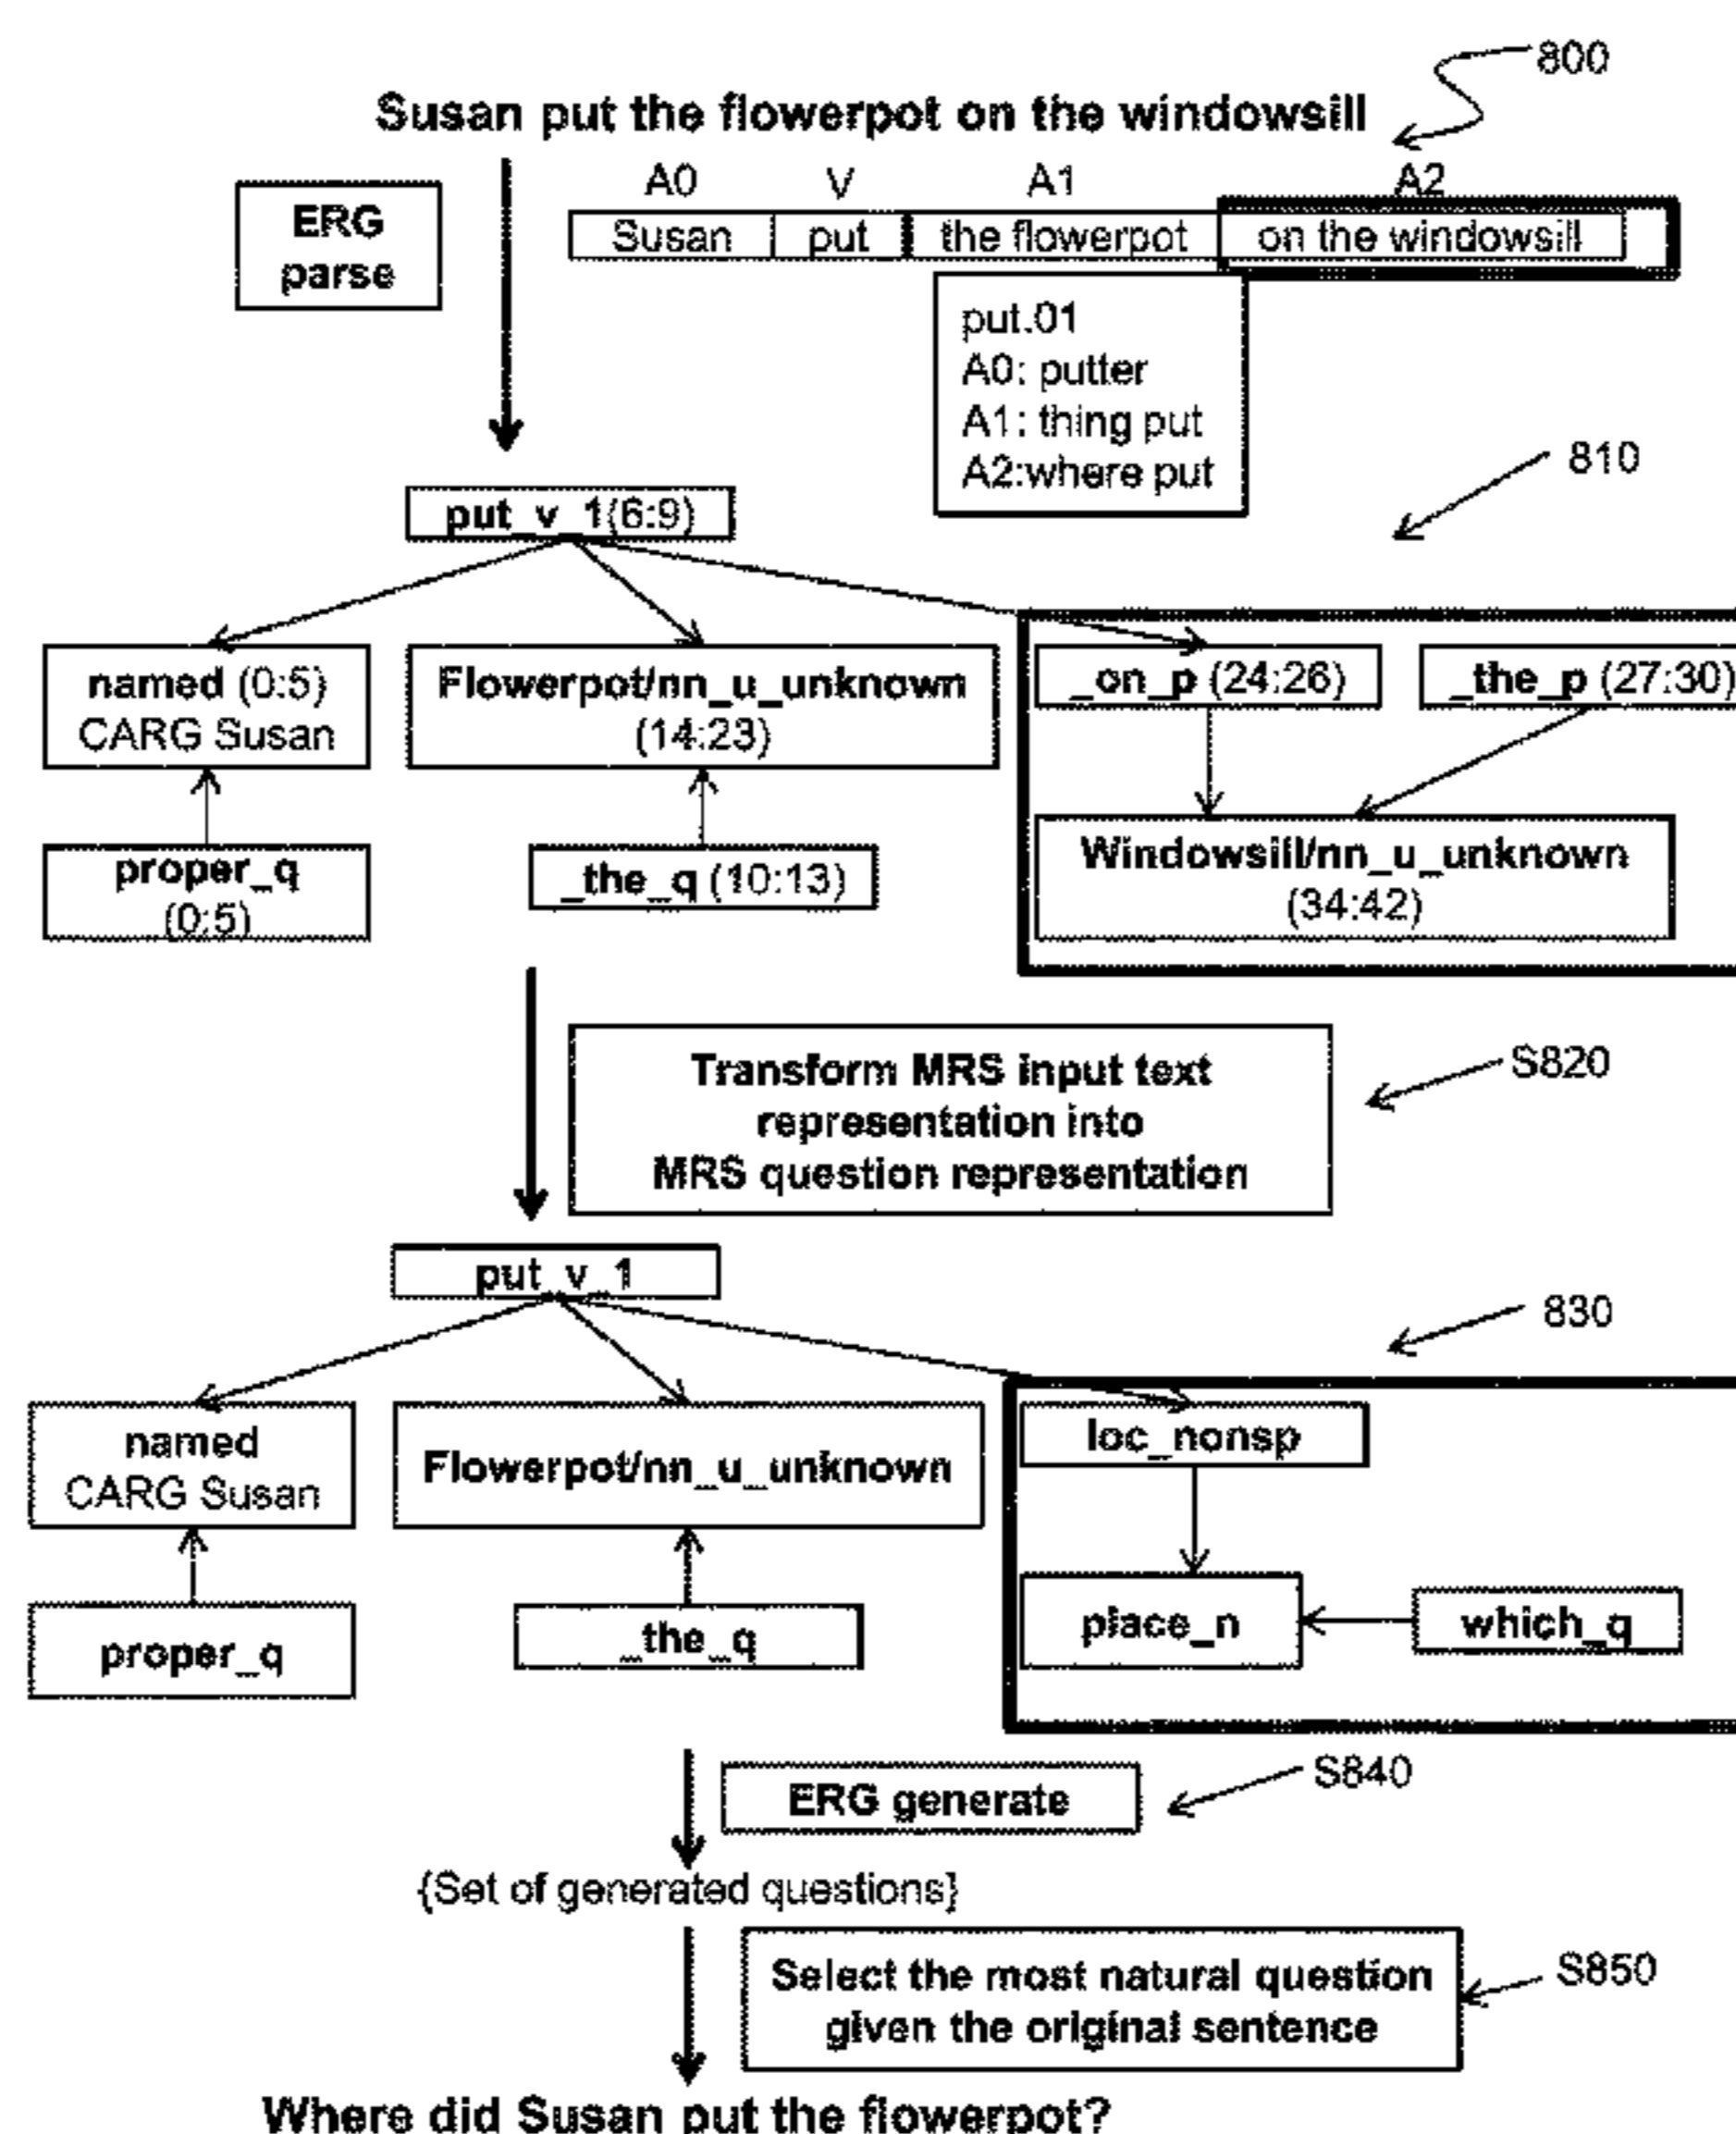 800
Susan put the flowerpot on the windowsill
A0 V A1 A2
ERG
parse
Susan put the flowerpot on the windowsill
put.01
A0: putter
A1: thing put
A2:where put
810
put_v_1(6:9)
named (0:5)
CARG Susan
Flowerpot/nn_u_unknown
(14:23)
_on_p (24:26)
_the_p (27:30)
proper_q
(0:5)
_the_q (10:13)
Windowsill/nn_u_unknown
(34:42)
Transform MRS input text
representation into
MRS question representation
S820
put_v_1
830
named
CARG Susan
Flowerpot/nn_u_unknown
loc_nonsp
proper_q
_the_q
place_n
which_q
ERG generate
S840
{Set of generated questions}
Select the most natural question
given the original sentence
S850
Where did Susan put the flowerpot?